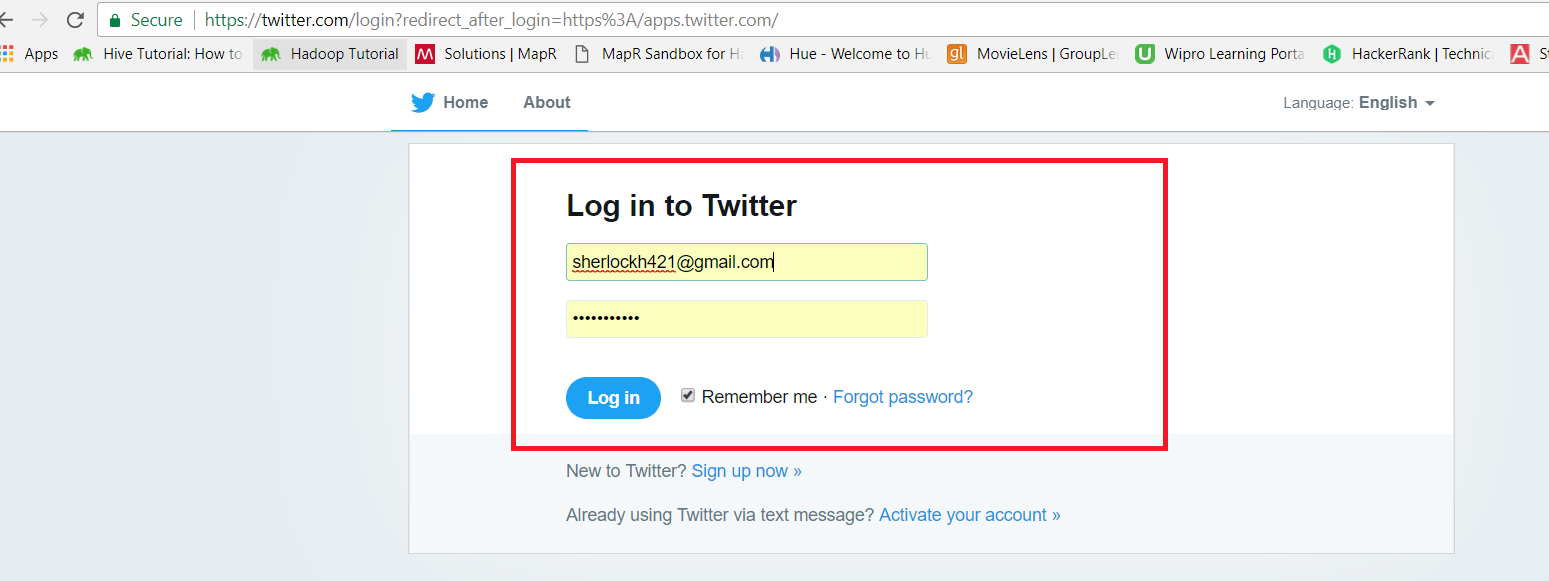 Secure https://twitter.com/login?redirect_after_login=https%3A/apps.twitter.com/
Apps Hive Tutorial: How to Hadoop Tutorial Solutions | MapR MapR Sandbox for Ha Hue - Welcome to Hu gl MovieLens | GroupLe Wipro Learning Porta HackerRank | Technic St
Home About Language: English
Log in to Twitter
sherlockh421@gmail.com
•••••••••••
Log in Remember me · Forgot password?
New to Twitter? Sign up now »
Already using Twitter via text message? Activate your account »